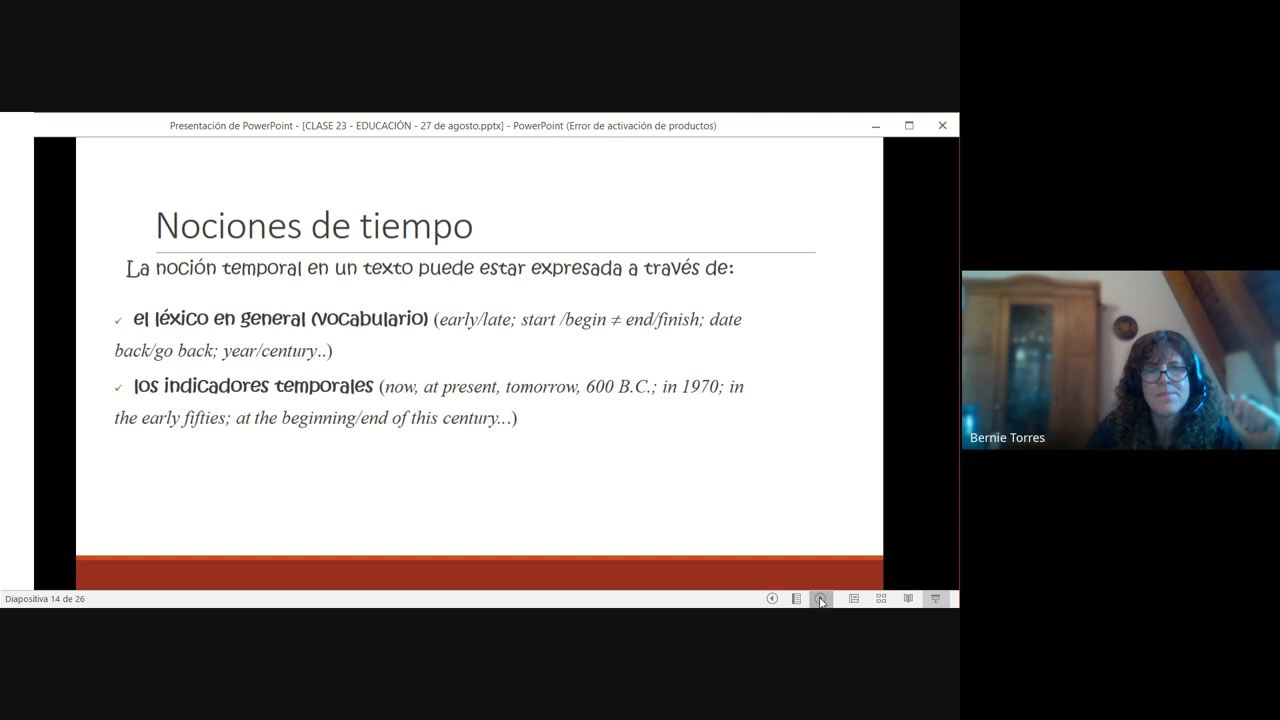 Presentación de PowerPoint - [CLASE 23 - EDUCACIÓN - 27 de agosto.pptx] - PowerPoint (Error de activación de productos)
Nociones de tiempo
La noción temporal en un texto puede estar expresada a través de:
✓ el léxico en general (vocabulario) (early/late; start /begin ≠ end/finish; date
back/go back; year/century..)
✓ los indicadores temporales (now, at present, tomorrow, 600 B.C.; in 1970; in
the early fifties; at the beginning/end of this century...)
Bernie Torres
Diapositiva 14 de 26